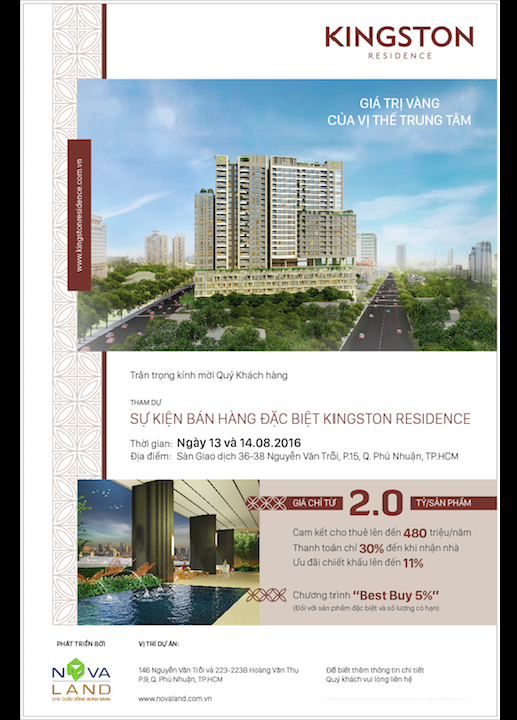 KINGSTON
RESIDENCE
GIÁ TRỊ VÀNG
CỦA VỊ THẾ TRUNG TÂM
www.kingstonresidence.com.vn
Trân trọng kính mời Quý Khách hàng
THAM DỰ
SỰ KIỆN BÁN HÀNG ĐẶC BIỆT KINGSTON RESIDENCE
Thời gian: Ngày 13 và 14.08.2016
Địa điểm: Sàn Giao dịch 36-38 Nguyễn Văn Trỗi, P.15, Q. Phú Nhuận, TP.HCM
GIÁ CHỈ TỪ 2.0 TỶ/SẢN PHẨM
Cam kết cho thuê lên đến 480 triệu/năm
Thanh toán chỉ 30% đến khi nhận nhà
Ưu đãi chiết khấu lên đến 11%
Chương trình "Best Buy 5%"
(Đối với sản phẩm đặc biệt và số lượng có hạn)
PHÁT TRIỂN BỞI
NOVA
LAND
CHO CUỘC SỐNG BỪNG SÁNG
VỊ TRÍ DỰ ÁN:
146 Nguyễn Văn Trỗi và 223-223B Hoàng Văn Thụ
P.9, Q. Phú Nhuận, TP.HCM
www.novaland.com.vn
Để biết thêm thông tin chi tiết
Quý khách vui lòng liên hệ